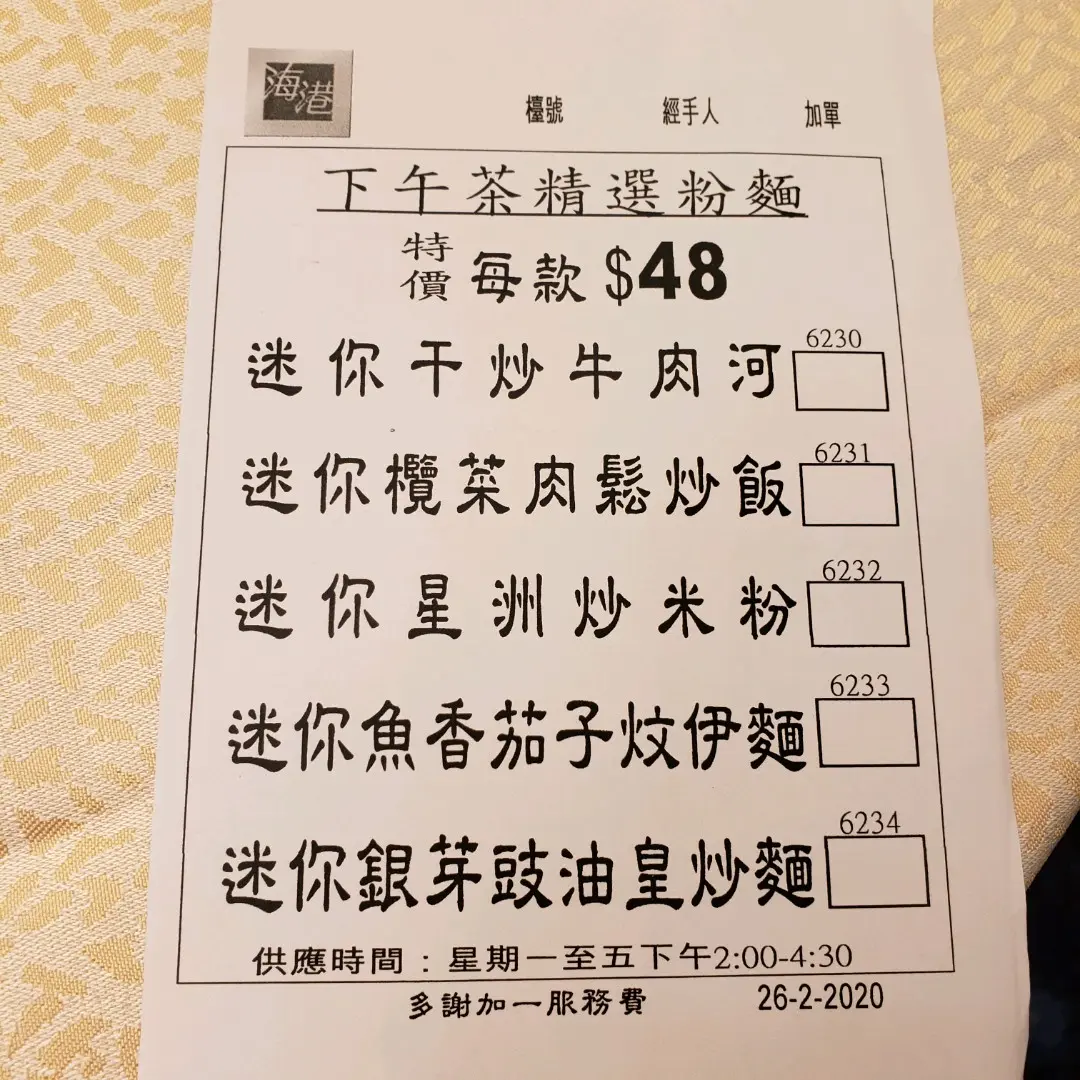 海港
檯號 經手人 加單
下午茶精選粉麵
特價 每款 $48
迷你干炒牛肉河 6230
迷你欖菜肉鬆炒飯 6231
迷你星洲炒米粉 6232
迷你魚香茄子炆伊麵 6233
迷你銀芽豉油皇炒麵 6234
供應時間：星期一至五下午2:00-4:30
多謝加一服務費 26-2-2020